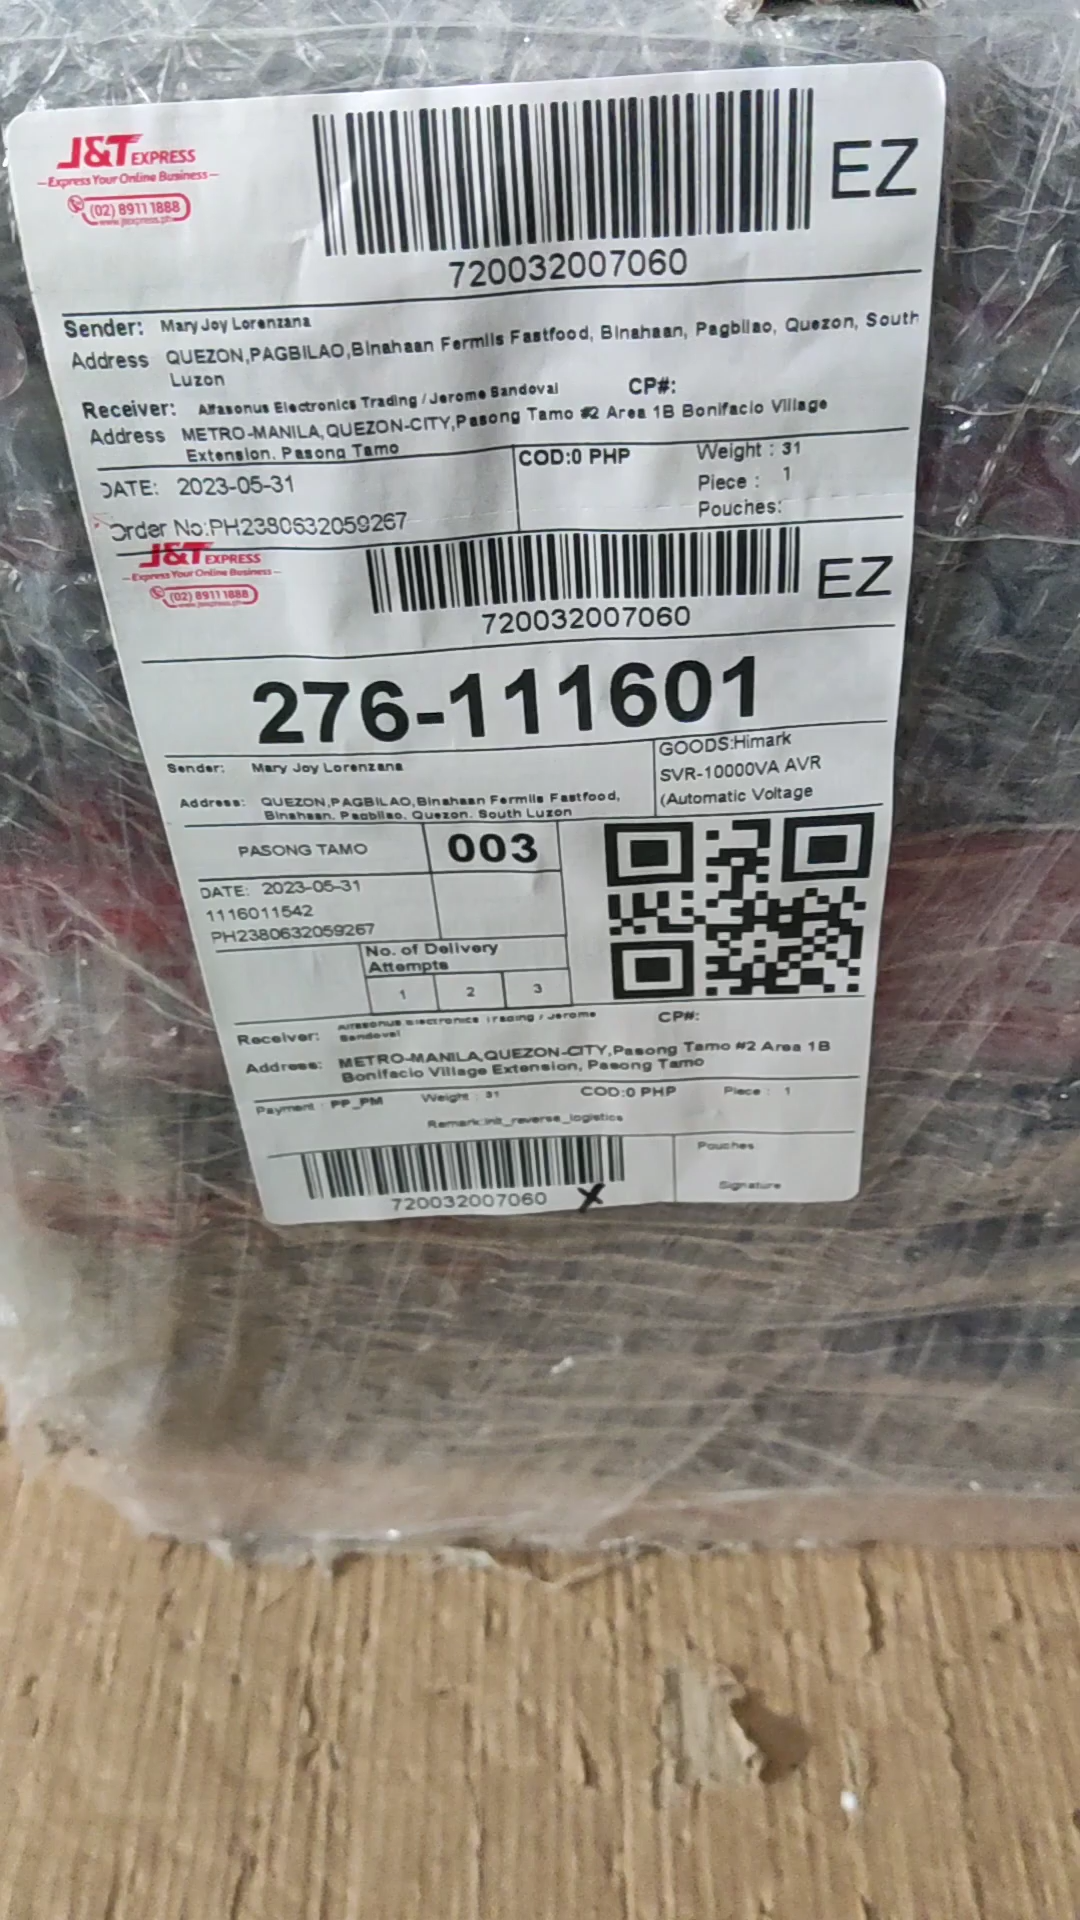 J&T EXPRESS
Express Your Online Business
(02) 8911 1888
www.jtexpress.ph
EZ
720032007060
Sender: Mary Joy Lorenzana
Address QUEZON,PAGBILAO,Binahaan Fermils Fastfood, Binahaan, Pagbilao, Quezon, South
Luzon
Receiver: Alfasonus Electronics Trading / Jerome Sandoval CP#:
Address METRO-MANILA,QUEZON-CITY,Pasong Tamo #2 Area 1B Bonifacio Village
Extension, Pasong Tamo
DATE: 2023-05-31
COD:0 PHP
Weight : 31
Piece : 1
Pouches:
Order No:PH2380632059267
J&T EXPRESS
Express Your Online Business
(02) 8911 1888
www.jtexpress.ph
EZ
720032007060
276-111601
Sender: Mary Joy Lorenzana
Address: QUEZON,PAGBILAO,Binahaan Fermils Fastfood,
Binahaan, Pagbilao, Quezon, South Luzon
GOODS:Himark
SVR-10000VA AVR
(Automatic Voltage
PASONG TAMO
003
DATE: 2023-05-31
1116011542
PH2380632059267
No. of Delivery
Attempts
1 2 3
Receiver: Alfasonus Electronics Trading / Jerome
Sandoval
CP#:
Address: METRO-MANILA,QUEZON-CITY,Pasong Tamo #2 Area 1B
Bonifacio Village Extension, Pasong Tamo
Payment : PP_PM Weight : 31 COD:0 PHP Piece : 1
Remark:init_reverse_logistics
720032007060 X
Pouches
Signature